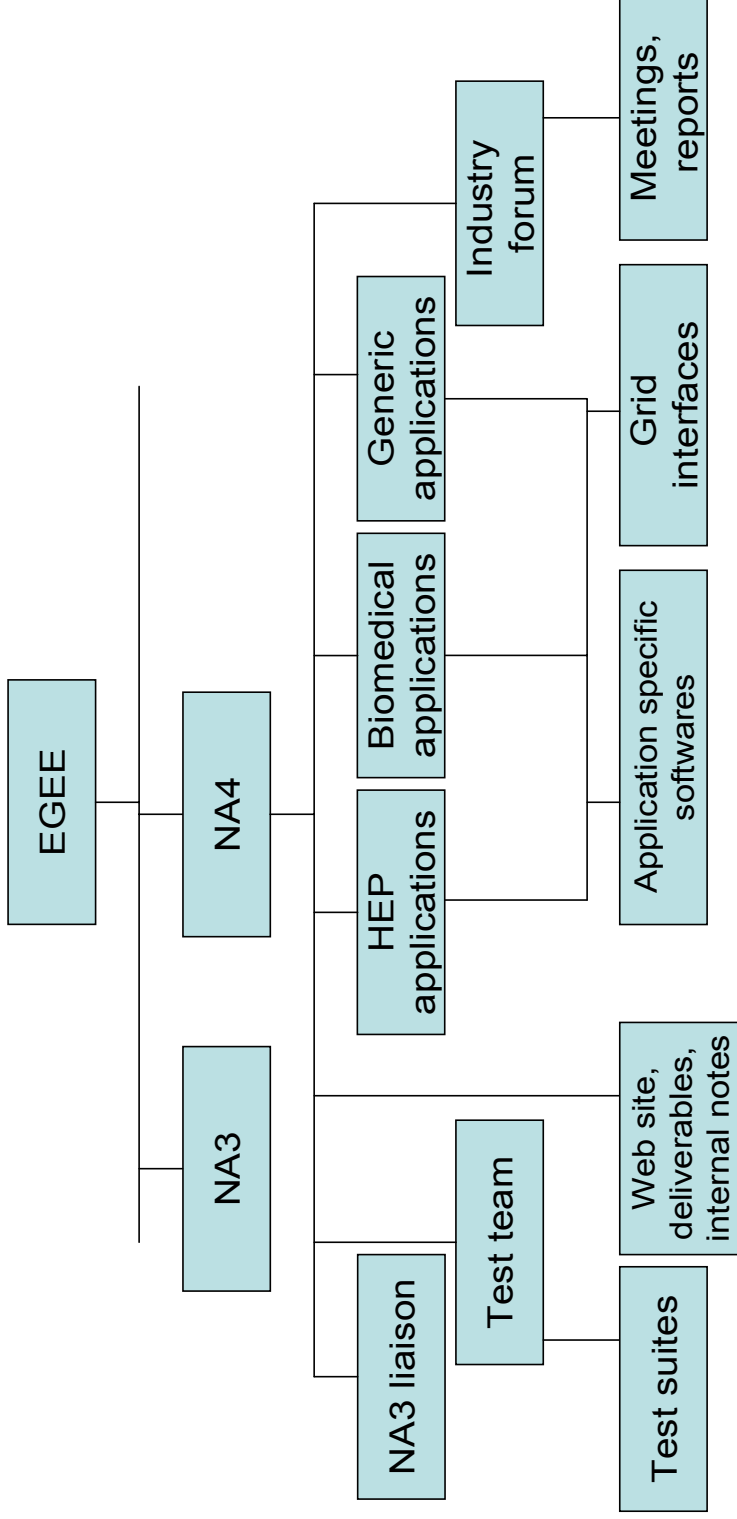 EGEE
NA3
NA4
NA3 liaison
HEP
applications
Biomedical
applications
Generic
applications
Test team
Industry
forum
Test suites
Web site,
deliverables,
internal notes
Application specific
softwares
Grid
interfaces
Meetings,
reports